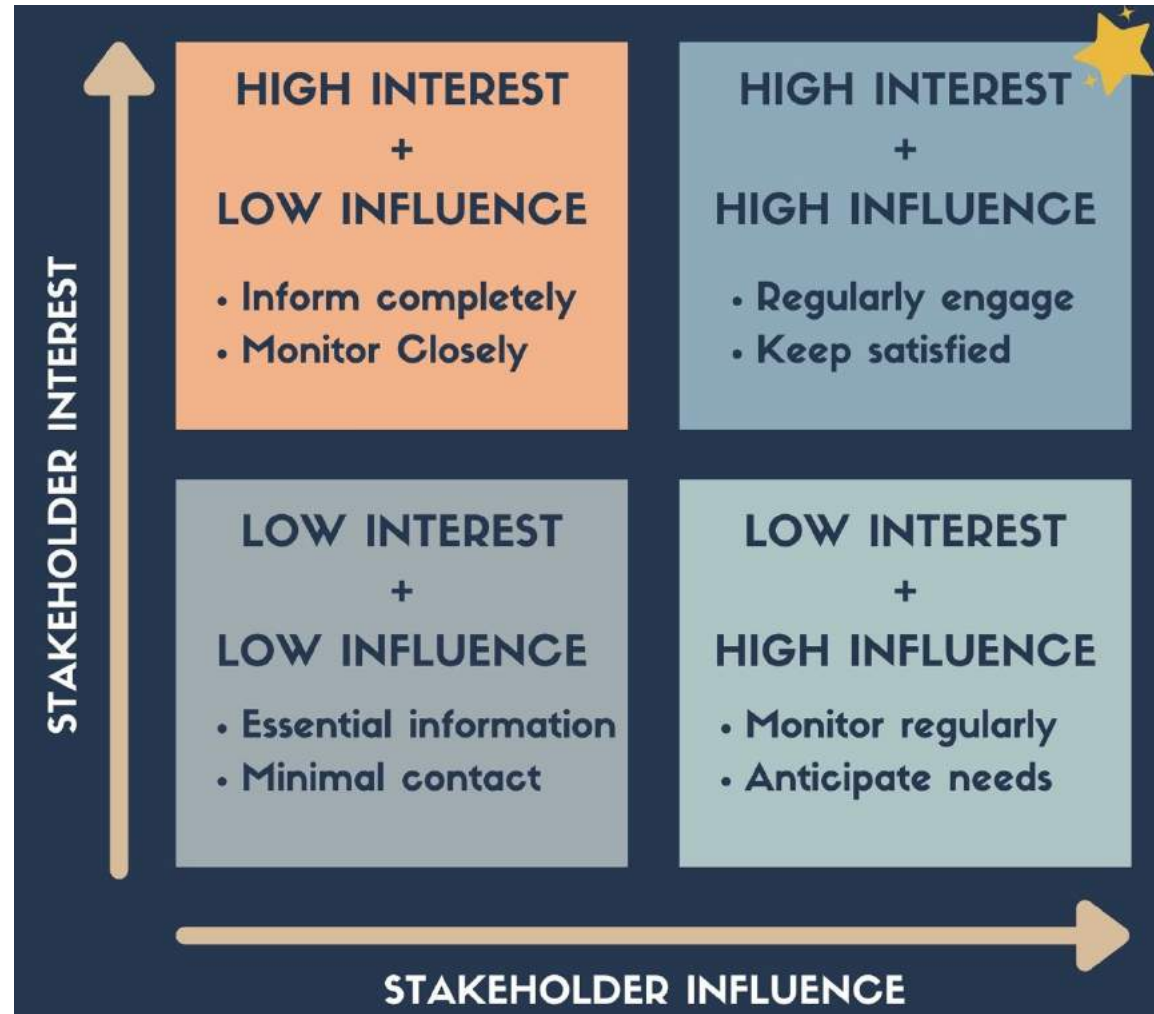 STAKEHOLDER INTEREST
HIGH INTEREST
+
LOW INFLUENCE
• Inform completely
• Monitor Closely
HIGH INTEREST
+
HIGH INFLUENCE
• Regularly engage
• Keep satisfied
LOW INTEREST
+
LOW INFLUENCE
• Essential information
• Minimal contact
LOW INTEREST
+
HIGH INFLUENCE
• Monitor regularly
• Anticipate needs
STAKEHOLDER INFLUENCE